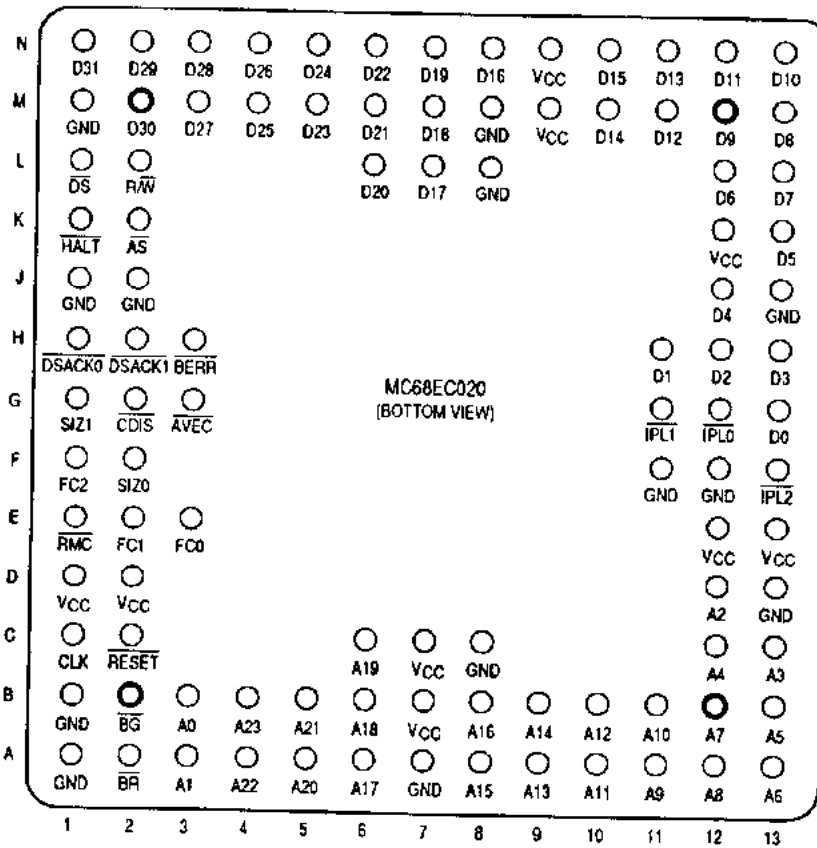 N
D31 D29 D28 D26 D24 D22 D19 D16 VCC D15 D13 D11 D10
M
GND D30 D27 D25 D23 D21 D18 GND VCC D14 D12 D9 D8
L
DS R/W D20 D17 GND D6 D7
K
HALT AS VCC D5
J
GND GND D4 GND
H
DSACK0 DSACK1 BERR D1 D2 D3
MC68EC020
(BOTTOM VIEW)
G
SIZ1 CDIS AVEC IPL1 IPL0 D0
F
FC2 SIZ0 GND GND IPL2
E
RMC FC1 FC0 VCC VCC
D
VCC VCC A2 GND
C
CLK RESET A19 VCC GND A4 A3
B
GND BG A0 A23 A21 A18 VCC A16 A14 A12 A10 A7 A5
A
GND BR A1 A22 A20 A17 GND A15 A13 A11 A9 A8 A6
1 2 3 4 5 6 7 8 9 10 11 12 13